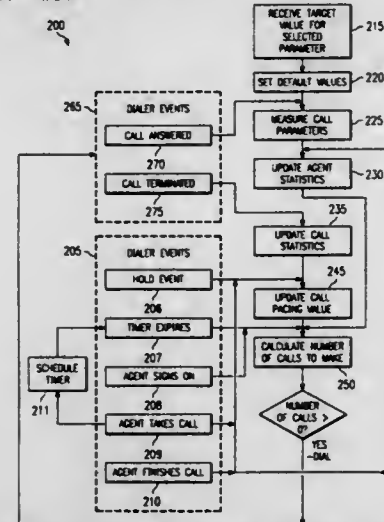 200
RECEIVE TARGET
VALUE FOR
SELECTED
PARAMETER
215
SET DEFAULT VALUES
220
265
DIALER EVENTS
CALL ANSWERED
270
CALL TERMINATED
275
MEASURE CALL
PARAMETERS
225
UPDATE AGENT
STATISTICS
230
235
UPDATE CALL
STATISTICS
205
DIALER EVENTS
HOLD EVENT
206
TIMER EXPIRES
207
AGENT SIGNS ON
208
AGENT TAKES CALL
209
AGENT FINISHES CALL
210
SCHEDULE
TIMER
211
245
UPDATE CALL
PACING VALUE
CALCULATE NUMBER
OF CALLS TO MAKE
250
NUMBER
OF CALLS >
0?
YES
-DIAL